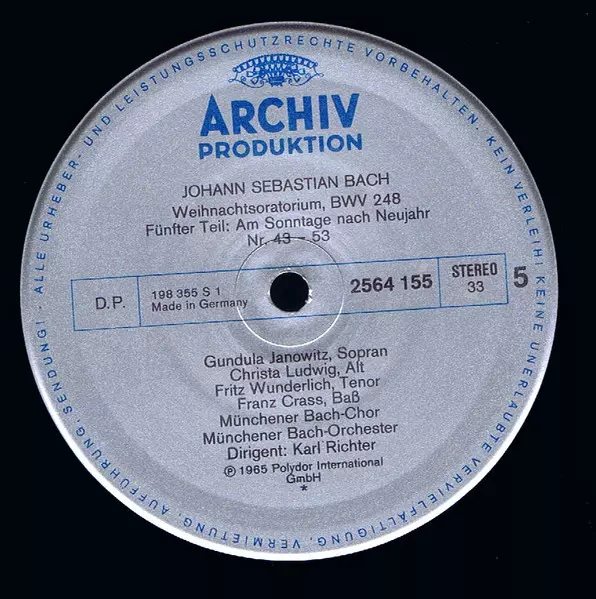 ALLE URHEBER- UND LEISTUNGSSCHUTZRECHTE VORBEHALTEN. KEIN VERLEIH! KEINE UNERLAUBTE VERVIELFÄLTIGUNG, VERMIETUNG, AUFFÜHRUNG, SENDUNG!
ARCHIV
PRODUKTION
JOHANN SEBASTIAN BACH
Weihnachtsoratorium, BWV 248
Fünfter Teil: Am Sonntage nach Neujahr
Nr. 43 - 53
D.P.
198 355 S 1
Made in Germany
2564 155
STEREO
33
5
Gundula Janowitz, Sopran
Christa Ludwig, Alt
Fritz Wunderlich, Tenor
Franz Crass, Baß
Münchener Bach-Chor
Münchener Bach-Orchester
Dirigent: Karl Richter
℗ 1965 Polydor International
GmbH
*